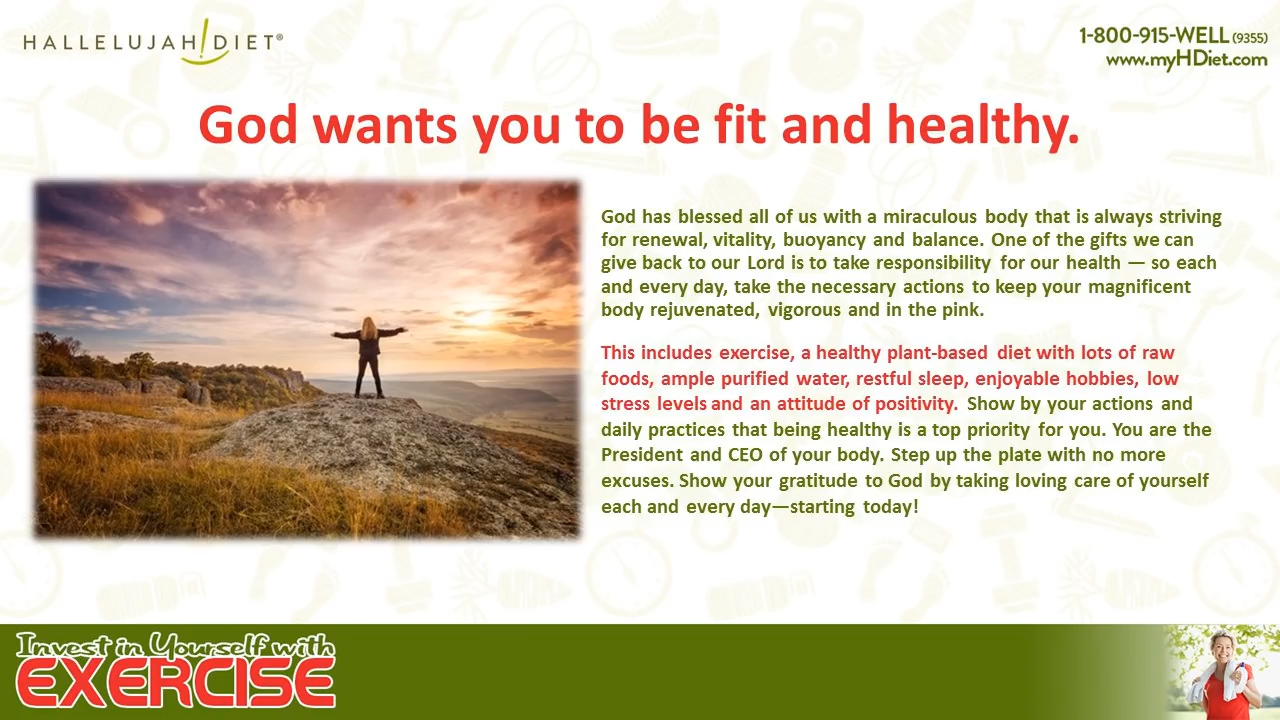 HALLELUJAH DIET®
1-800-915-WELL (9355)
www.myHDiet.com
God wants you to be fit and healthy.
God has blessed all of us with a miraculous body that is always striving
for renewal, vitality, buoyancy and balance. One of the gifts we can
give back to our Lord is to take responsibility for our health — so each
and every day, take the necessary actions to keep your magnificent
body rejuvenated, vigorous and in the pink.
This includes exercise, a healthy plant-based diet with lots of raw
foods, ample purified water, restful sleep, enjoyable hobbies, low
stress levels and an attitude of positivity. Show by your actions and
daily practices that being healthy is a top priority for you. You are the
President and CEO of your body. Step up the plate with no more
excuses. Show your gratitude to God by taking loving care of yourself
each and every day—starting today!
Invest in Yourself with
EXERCISE